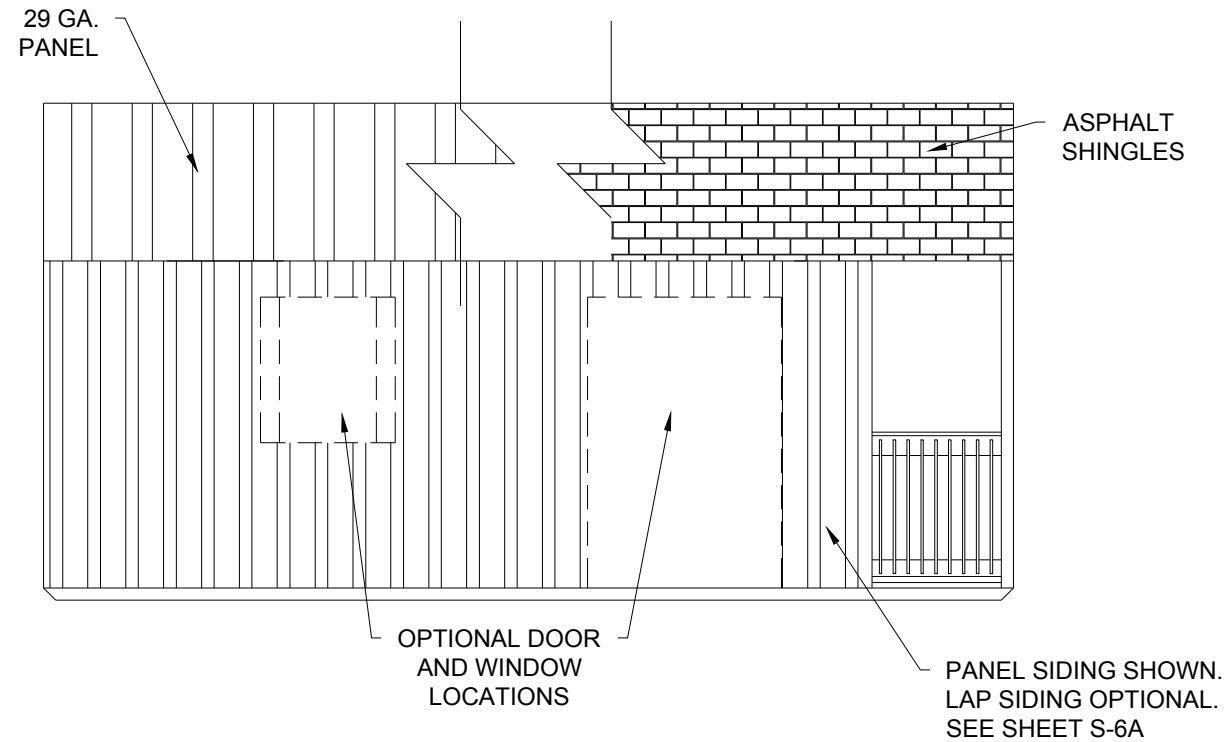 29 GA.
PANEL
ASPHALT
SHINGLES
OPTIONAL DOOR
AND WINDOW
LOCATIONS
PANEL SIDING SHOWN.
LAP SIDING OPTIONAL.
SEE SHEET S-6A